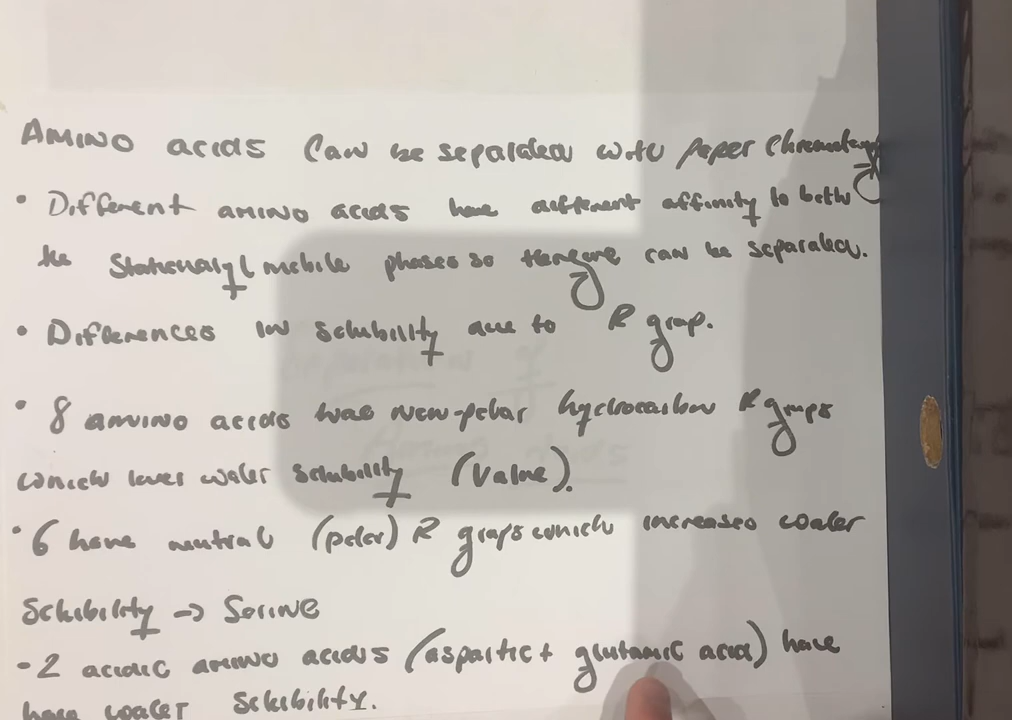 Amino acids can be separated with paper chromatography
• Different amino acids have different affinity to both
the stationary/mobile phases so therefore can be separated.
• Differences in solubility due to R group.
• 8 amino acids has non-polar hydrocarbon R groups
which lower water solubility (Valine).
• 6 have neutral (polar) R groups which increased water
solubility → Serine
- 2 acidic amino acids (aspartic + glutamic acid) have
have water solubility.